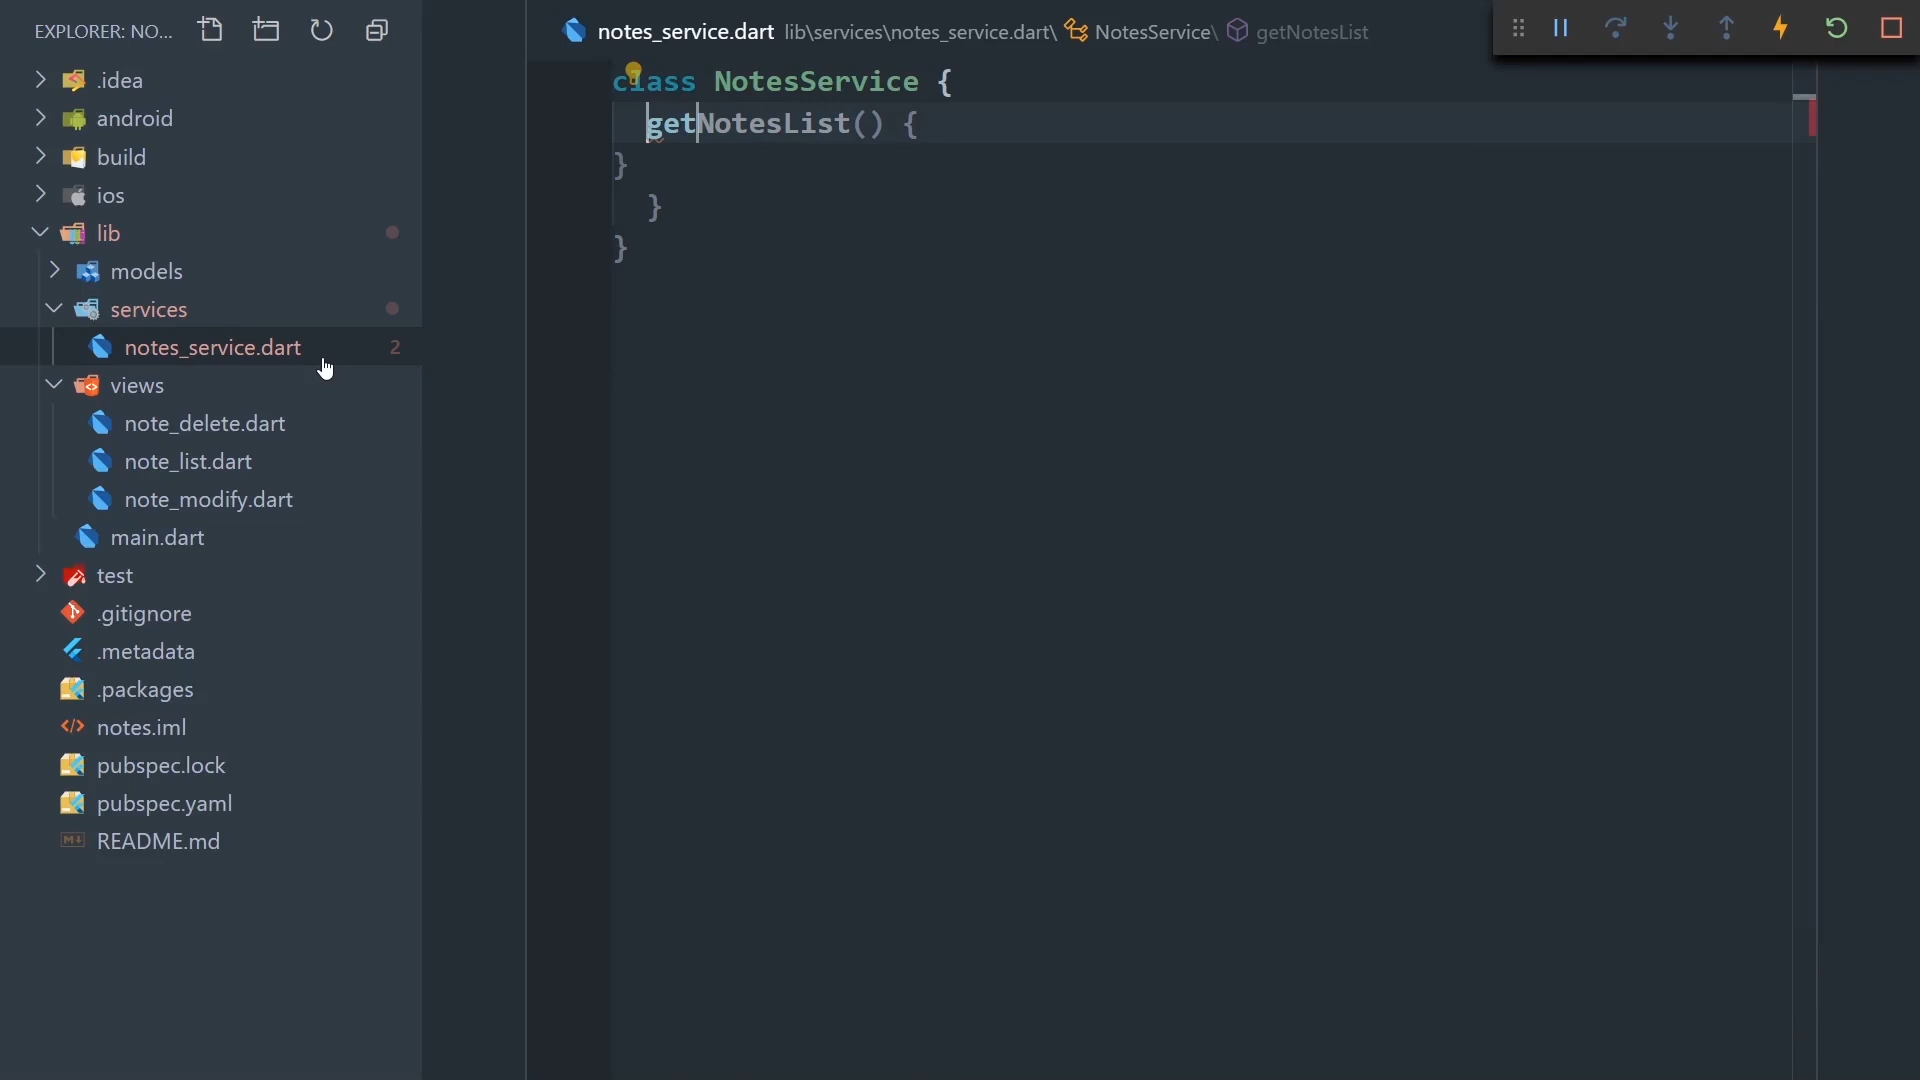 EXPLORER: NO...
.idea
android
build
ios
lib
models
services
notes_service.dart 2
views
note_delete.dart
note_list.dart
note_modify.dart
main.dart
test
.gitignore
.metadata
.packages
notes.iml
pubspec.lock
pubspec.yaml
README.md
notes_service.dart lib\services\notes_service.dart\ NotesService\ getNotesList
class NotesService {
getNotesList() {
}
}
}